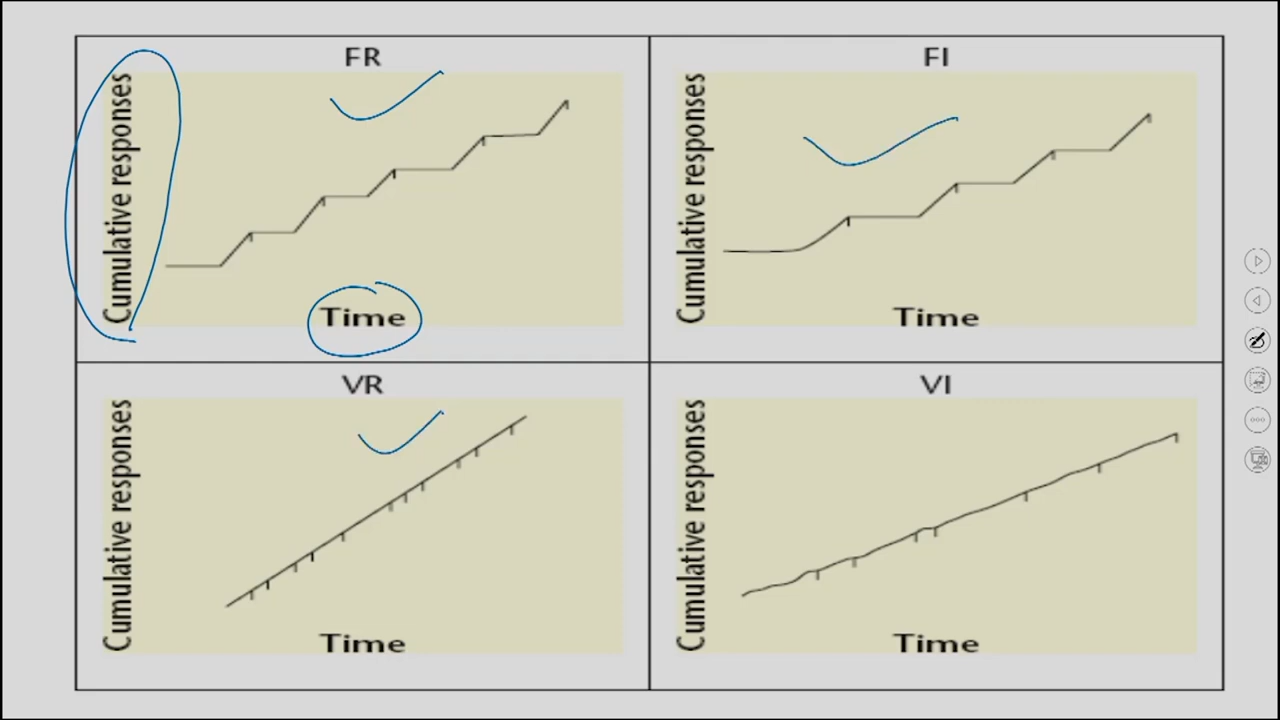 FR
Cumulative responses
Time
FI
Cumulative responses
Time
VR
Cumulative responses
Time
VI
Cumulative responses
Time